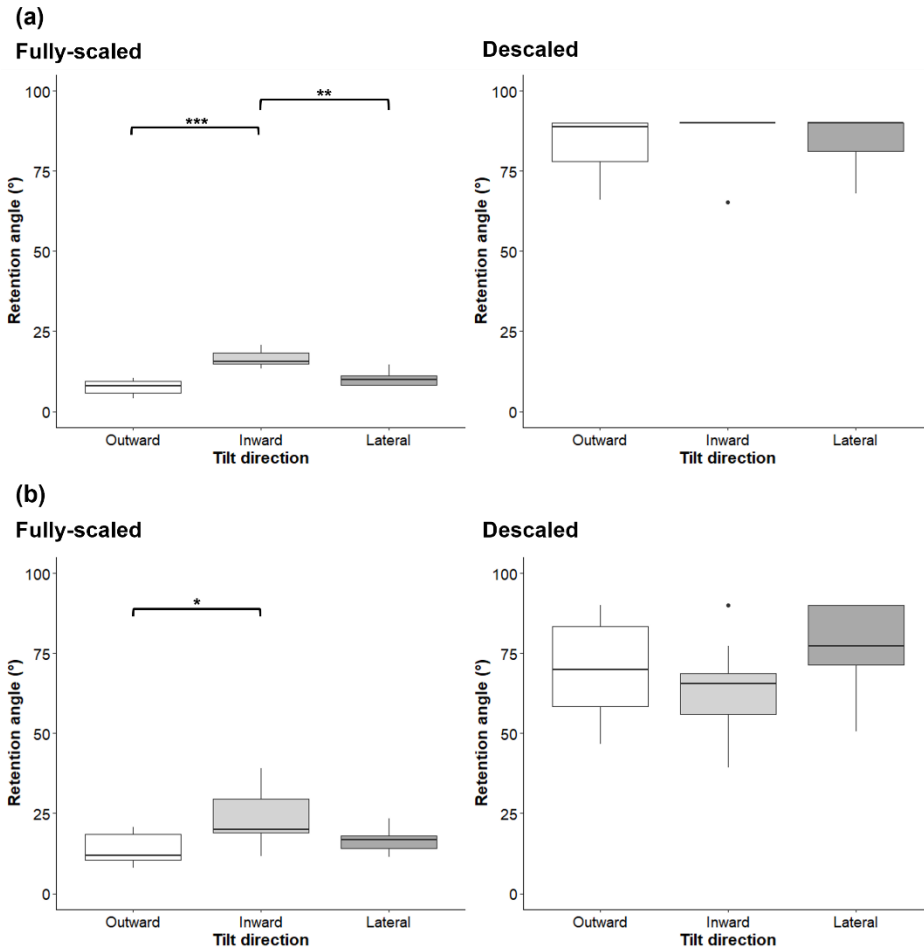 (a)
Fully-scaled
Descaled
100
75
50
25
0
Retention angle (°)
***
**
Outward Inward Lateral
Tilt direction
100
75
50
25
0
Retention angle (°)
Outward Inward Lateral
Tilt direction
(b)
Fully-scaled
Descaled
100
75
50
25
0
Retention angle (°)
*
Outward Inward Lateral
Tilt direction
100
75
50
25
0
Retention angle (°)
Outward Inward Lateral
Tilt direction